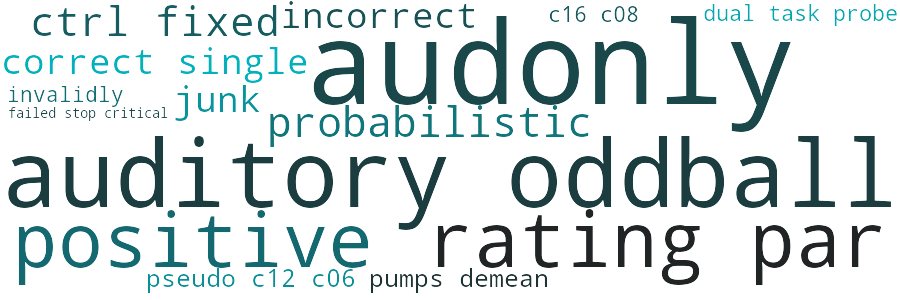 ctrl fixed
incorrect
c16 c08
dual task probe
audonly
correct single
invalidly
junk
failed stop critical
probabilistic
auditory oddball
positive
rating par
pseudo c12 c06
pumps demean